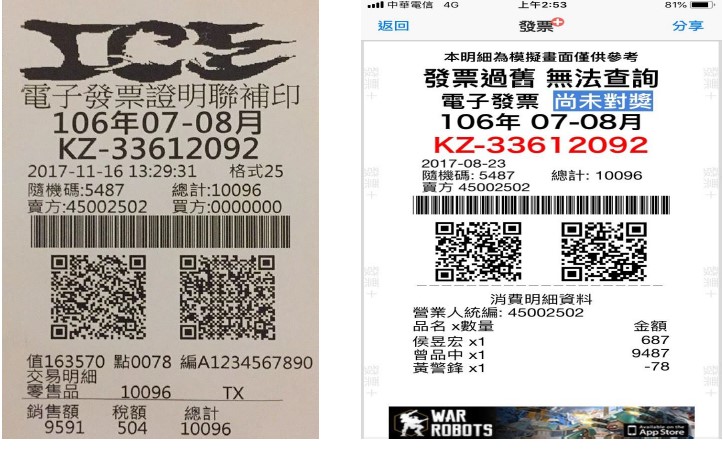 ICE
電子發票證明聯補印
106年07-08月
KZ-33612092
2017-11-16 13:29:31 格式25
隨機碼:5487 總計:10096
賣方:45002502 買方:0000000
值163570 點0078 編A1234567890
交易明細
零售品 10096 TX
銷售額 稅額 總計
9591 504 10096
中華電信 4G 上午2:53 81%
返回 發票 分享
本明細為模擬畫面僅供參考
發票過舊 無法查詢
電子發票 尚未對獎
106年 07-08月
KZ-33612092
2017-08-23
隨機碼: 5487 總計: 10096
賣方 45002502
消費明細資料
營業人統編: 45002502
品名 x數量 金額
侯昱宏 x1 687
曾品中 x1 9487
黃警鋒 x1 -78
WAR
ROBOTS
Available on the
App Store